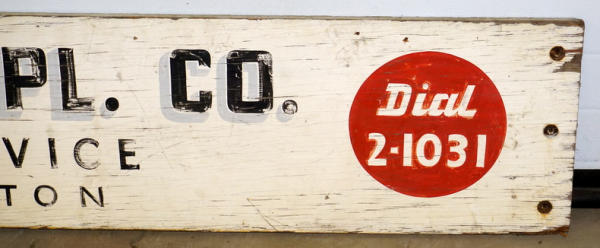 PL. CO.
VICE
TON
Dial
2-1031